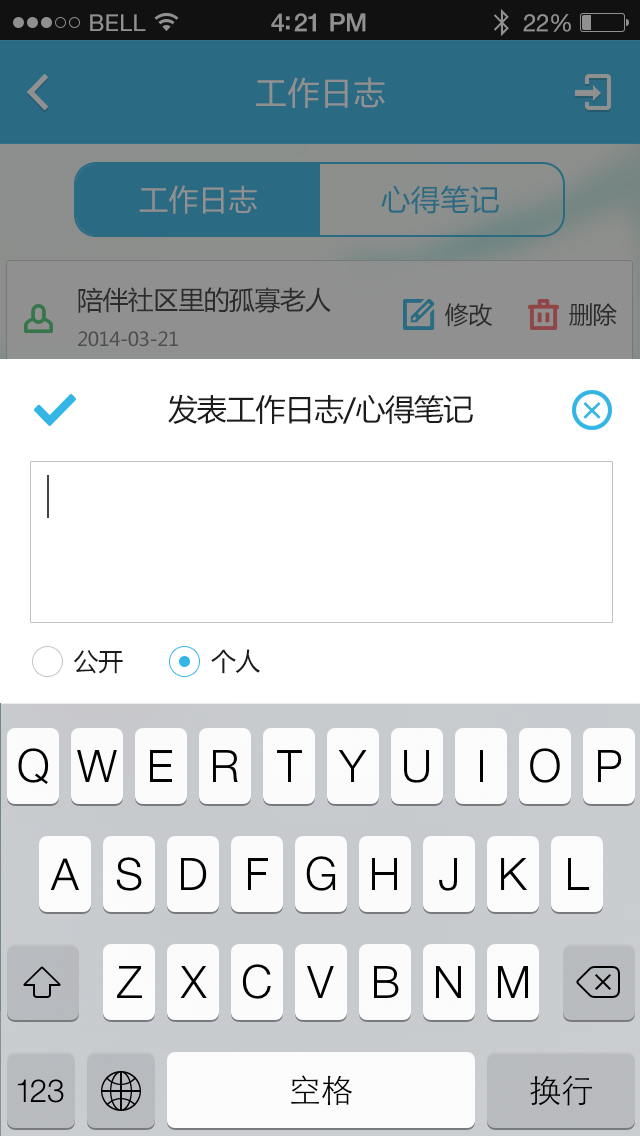 BELL 4:21 PM 22%
工作日志
工作日志 心得笔记
陪伴社区里的孤寡老人
2014-03-21
修改 删除
发表工作日志/心得笔记
公开 个人
Q W E R T Y U I O P
A S D F G H J K L
Z X C V B N M
123 空格 换行